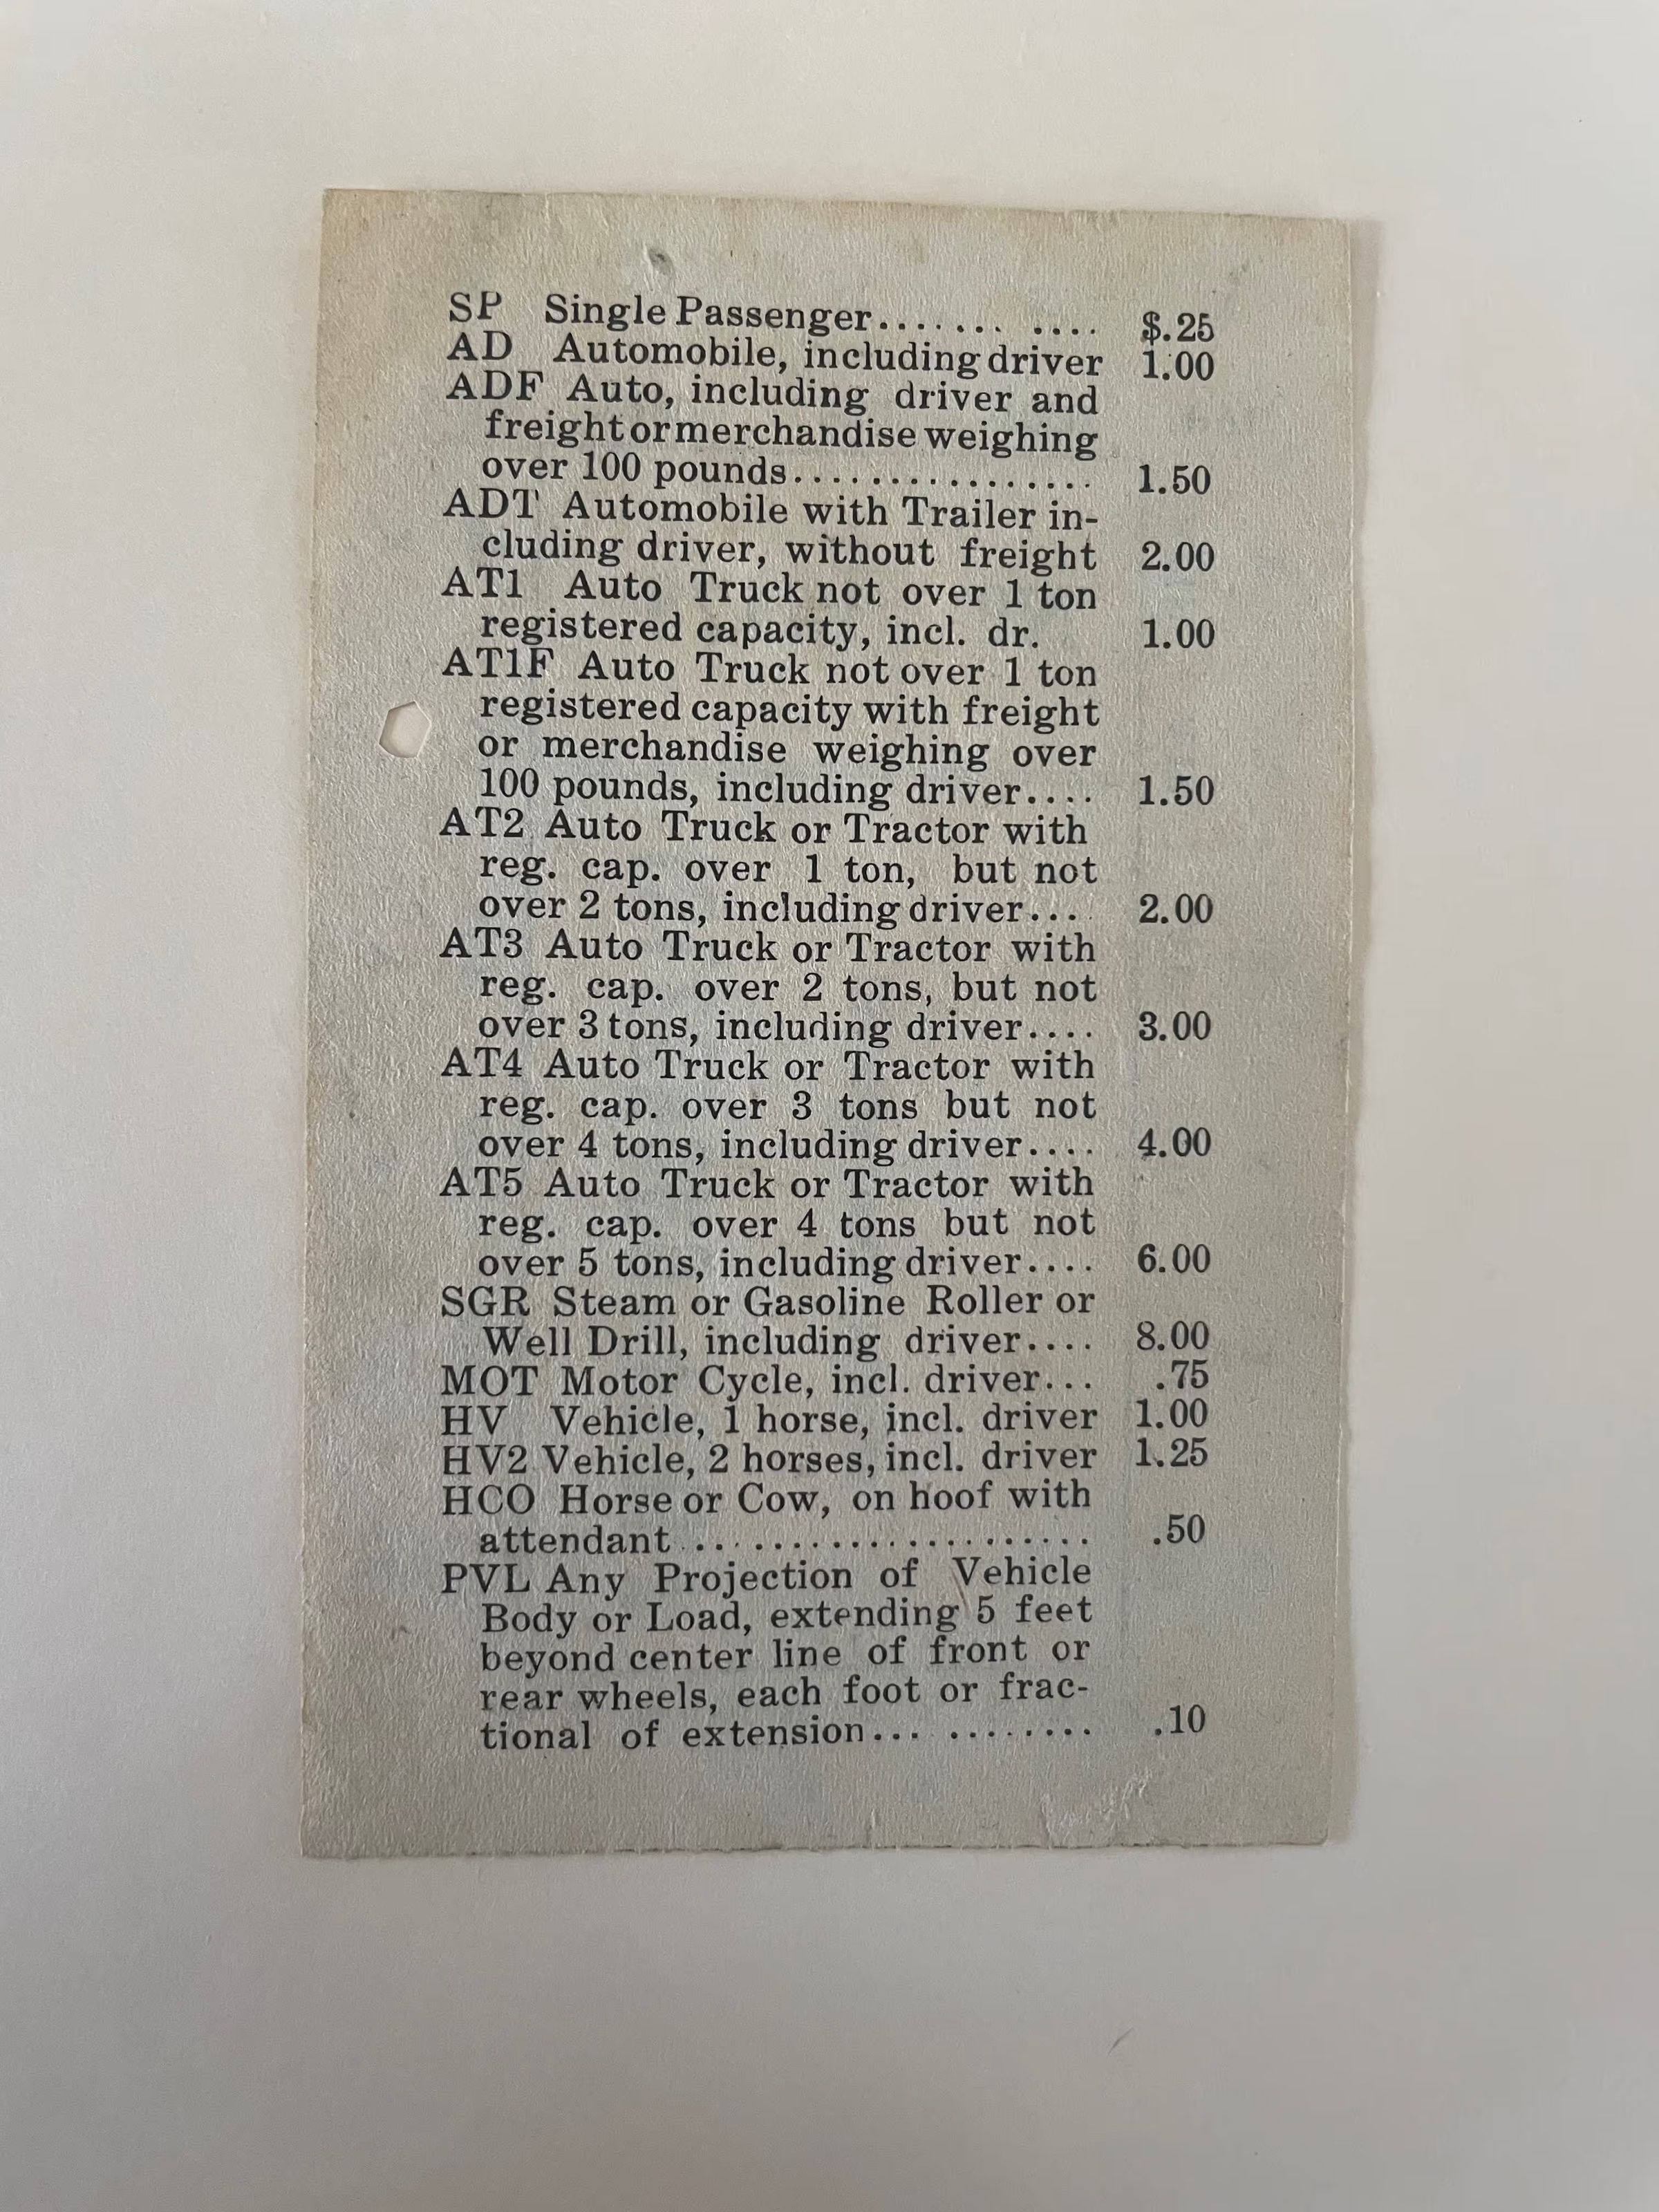 SP Single Passenger....... .... $.25
AD Automobile, including driver 1.00
ADF Auto, including driver and
freight or merchandise weighing
over 100 pounds................ 1.50
ADT Automobile with Trailer in-
cluding driver, without freight 2.00
AT1 Auto Truck not over 1 ton
registered capacity, incl. dr. 1.00
AT1F Auto Truck not over 1 ton
registered capacity with freight
or merchandise weighing over
100 pounds, including driver.... 1.50
AT2 Auto Truck or Tractor with
reg. cap. over 1 ton, but not
over 2 tons, including driver... 2.00
AT3 Auto Truck or Tractor with
reg. cap. over 2 tons, but not
over 3 tons, including driver.... 3.00
AT4 Auto Truck or Tractor with
reg. cap. over 3 tons but not
over 4 tons, including driver.... 4.00
AT5 Auto Truck or Tractor with
reg. cap. over 4 tons but not
over 5 tons, including driver.... 6.00
SGR Steam or Gasoline Roller or
Well Drill, including driver.... 8.00
MOT Motor Cycle, incl. driver... .75
HV Vehicle, 1 horse, incl. driver 1.00
HV2 Vehicle, 2 horses, incl. driver 1.25
HCO Horse or Cow, on hoof with
attendant .................... .50
PVL Any Projection of Vehicle
Body or Load, extending 5 feet
beyond center line of front or
rear wheels, each foot or frac-
tional of extension... ........ .10